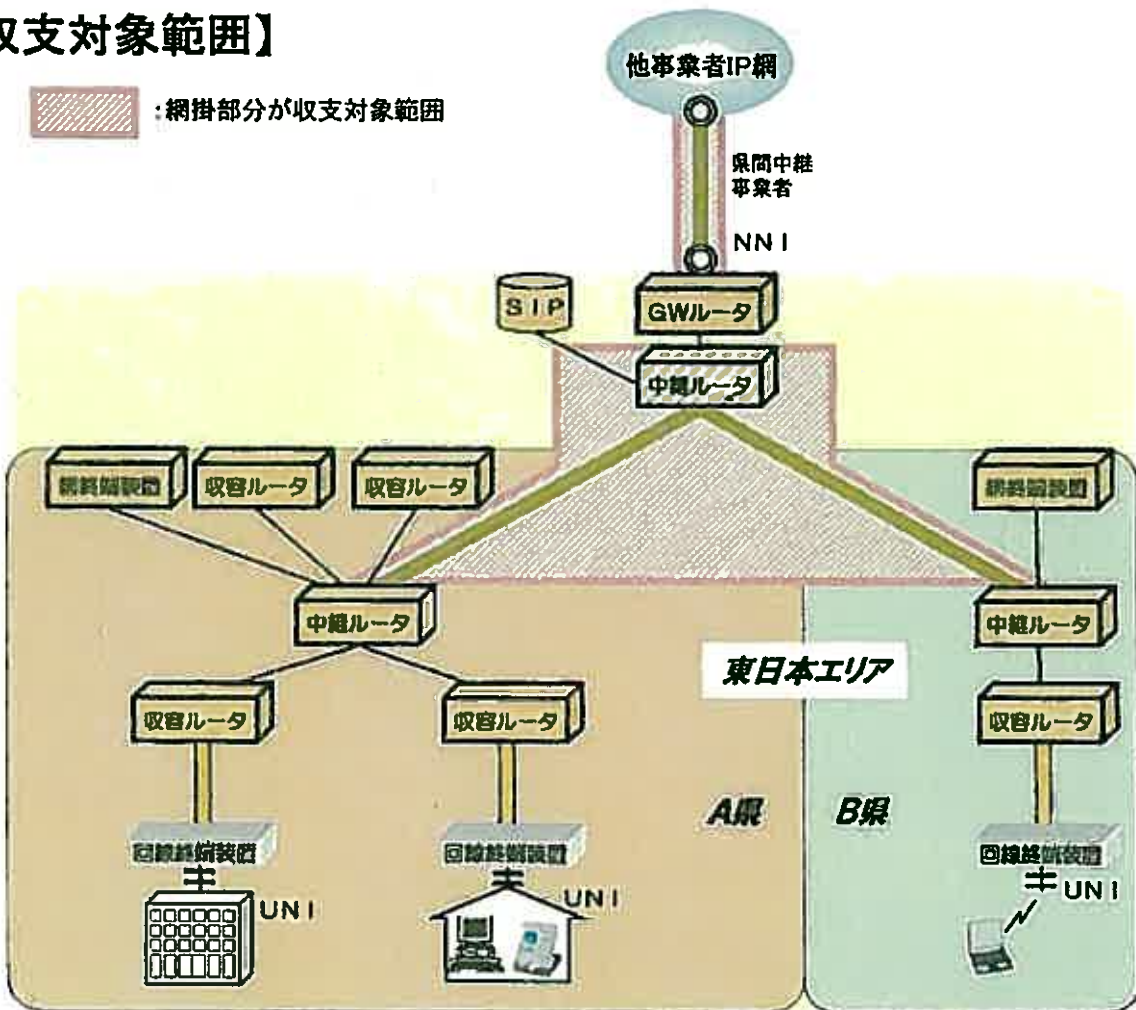 収支対象範囲】
：網掛部分が収支対象範囲
他事業者IP網
県間中継
事業者
NNI
SIP
GWルータ
中継ルータ
網終端装置
収容ルータ
収容ルータ
網終端装置
中継ルータ
中継ルータ
東日本エリア
収容ルータ
収容ルータ
収容ルータ
A県
B県
回線終端装置
回線終端装置
回線終端装置
UNI
UNI
UNI